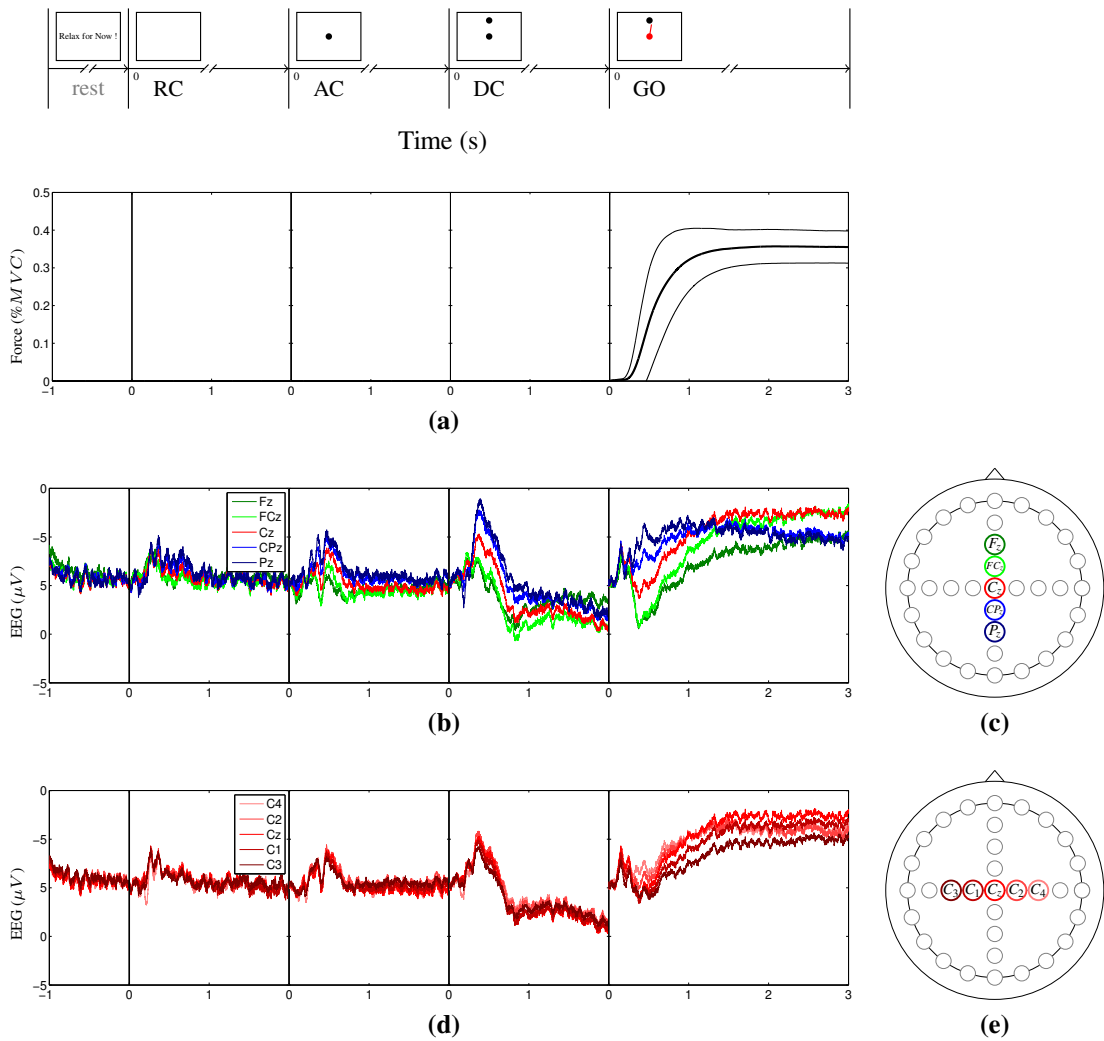 Relax for Now !
0 0 0 0
rest RC AC DC GO
Time (s)
0.5
0.4
0.3
0.2
0.1
0
Force (%MVC)
−1 0 1 0 1 0 1 0 1 2 3
(a)
0
−5
5
0
−5
EEG (μV)
Fz
FCz
Cz
CPz
Pz
−1 0 1 0 1 0 1 0 1 2 3
(b)
Fz
FCz
Cz
CPz
Pz
(c)
0
−5
5
0
−5
EEG (μV)
C4
C2
Cz
C1
C3
−1 0 1 0 1 0 1 0 1 2 3
(d)
C3 C1 Cz C2 C4
(e)